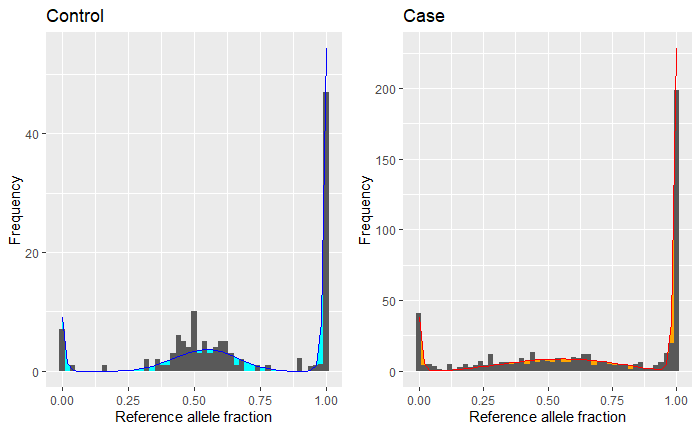 Control
Frequency
40
20
0
0.00 0.25 0.50 0.75 1.00
Reference allele fraction
Case
Frequency
200
150
100
50
0
0.00 0.25 0.50 0.75 1.00
Reference allele fraction